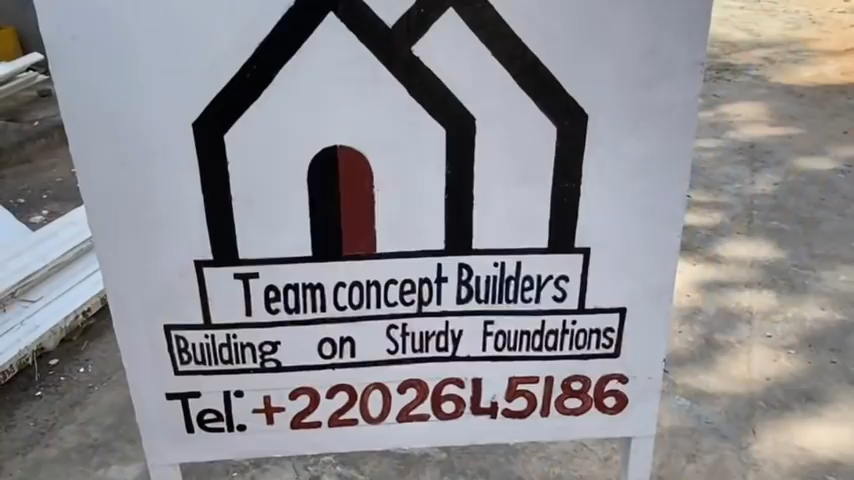 Team concept Builders
Building on Sturdy Foundations
Tel: +2202645186